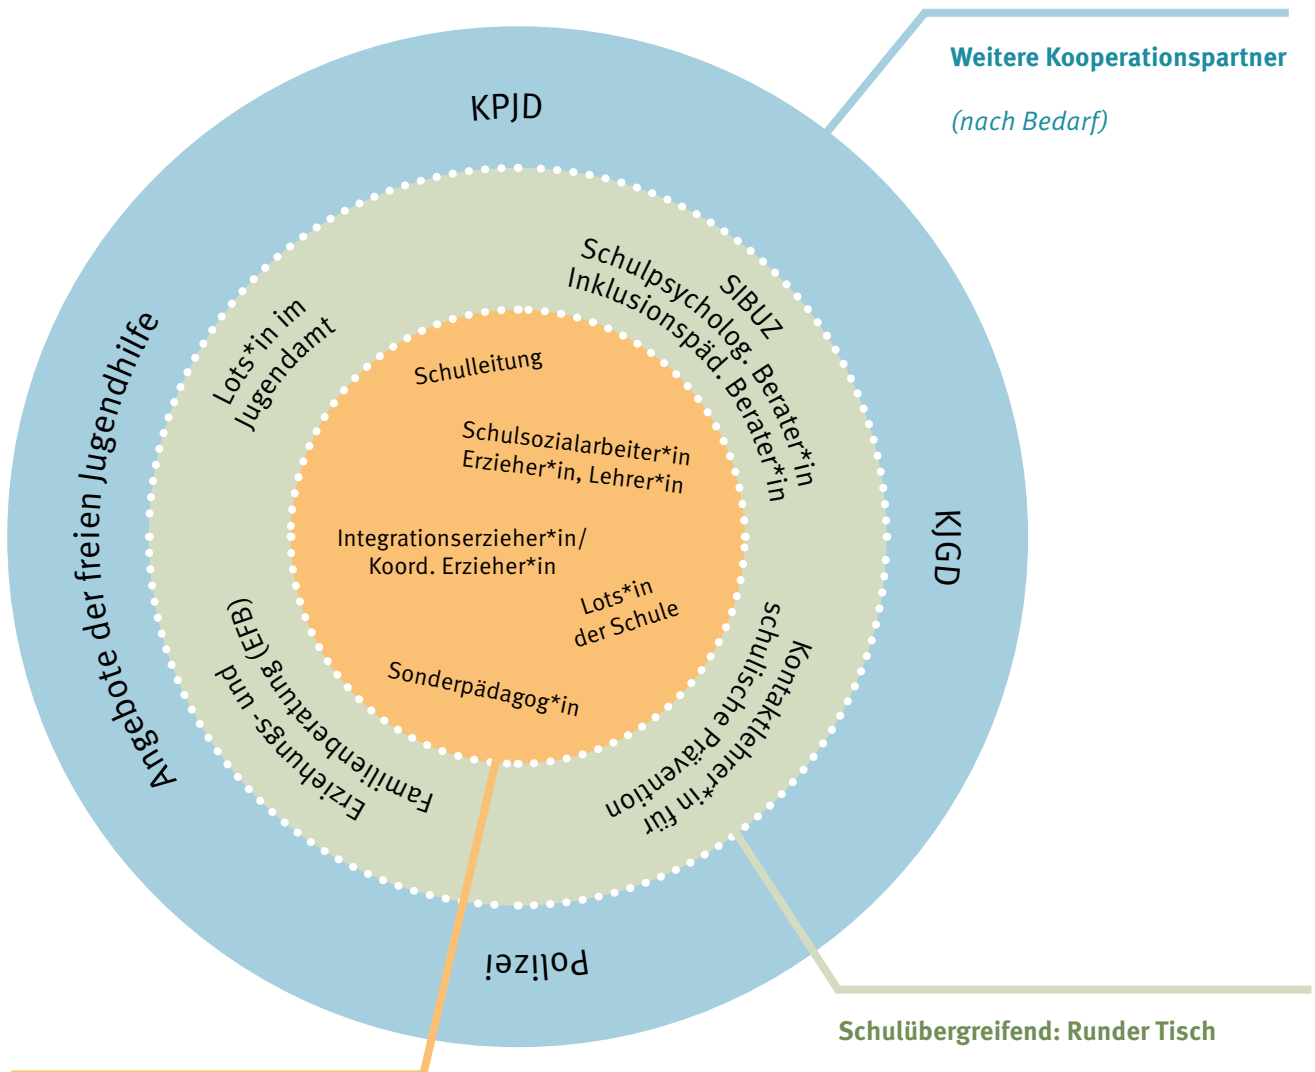 Weitere Kooperationspartner
(nach Bedarf)
KPJD
SIBUZ
Schulpsycholog. Berater*in
Inklusionspäd. Berater*in
Lots*in im
Jugendamt
Angebote der freien Jugendhilfe
Schulleitung
Schulsozialarbeiter*in
Erzieher*in, Lehrer*in
KJGD
Integrationserzieher*in/
Koord. Erzieher*in
Lots*in
der Schule
Sonderpädagog*in
Erziehungs- und
Familienberatung (EFB)
Kontaktlehrer*in für
schulische Prävention
Polizei
Schulübergreifend: Runder Tisch